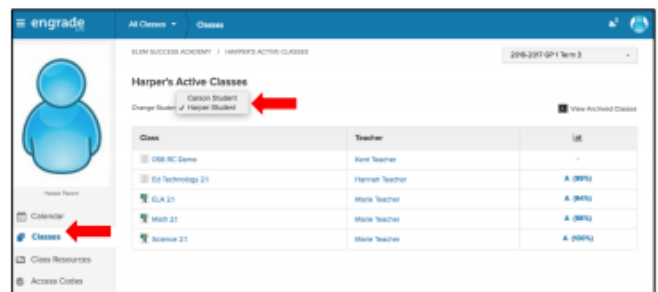 engrade
All Classes
Classes
ELEM SUCCESS ACADEMY / HARPER'S ACTIVE CLASSES
2016-2017 GP1 Term 3
Harper's Active Classes
Change Student
Carson Student
✓ Harper Student
View Archived Classes
Class Teacher
OSB RC Demo Kent Teacher -
Ed Technology 2:1 Hannah Teacher A (99%)
ELA 2:1 Marie Teacher A (94%)
Math 2:1 Marie Teacher A (98%)
Science 2:1 Marie Teacher A (100%)
Harper Parent
Calendar
Classes
Class Resources
Access Codes